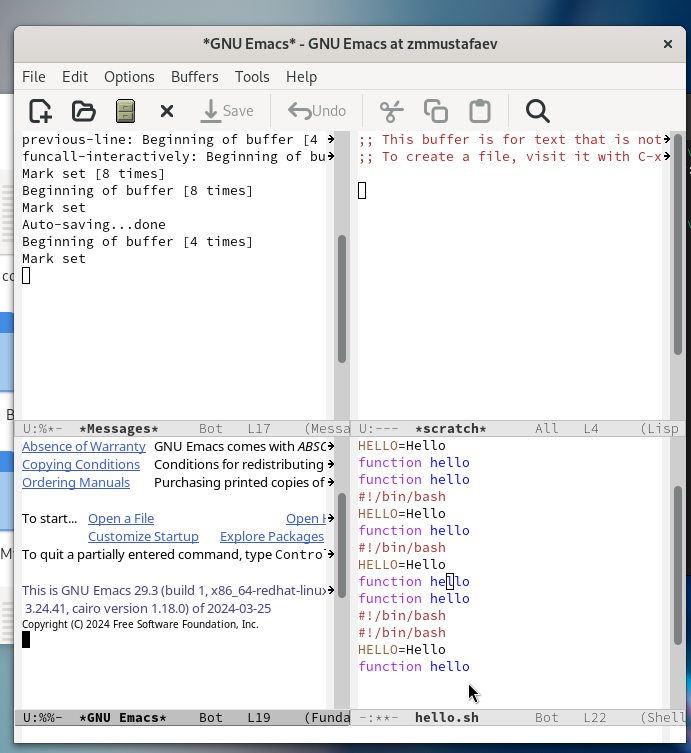 *GNU Emacs* - GNU Emacs at zmmustafaev
File Edit Options Buffers Tools Help
Save Undo
previous-line: Beginning of buffer [4
funcall-interactively: Beginning of bu
Mark set [8 times]
Beginning of buffer [8 times]
Mark set
Auto-saving...done
Beginning of buffer [4 times]
Mark set
U:%*- *Messages* Bot L17 (Messa
;; This buffer is for text that is not
;; To create a file, visit it with C-x
U:--- *scratch* All L4 (Lisp
Absence of Warranty GNU Emacs comes with ABSO
Copying Conditions Conditions for redistributing
Ordering Manuals Purchasing printed copies of
To start... Open a File Open H
Customize Startup Explore Packages
To quit a partially entered command, type Contro
This is GNU Emacs 29.3 (build 1, x86_64-redhat-linux
3.24.41, cairo version 1.18.0) of 2024-03-25
Copyright (C) 2024 Free Software Foundation, Inc.
U:%%- *GNU Emacs* Bot L19 (Funda
HELLO=Hello
function hello
function hello
#!/bin/bash
HELLO=Hello
function hello
#!/bin/bash
HELLO=Hello
function hello
function hello
#!/bin/bash
#!/bin/bash
HELLO=Hello
function hello
-:**- hello.sh Bot L22 (Shell